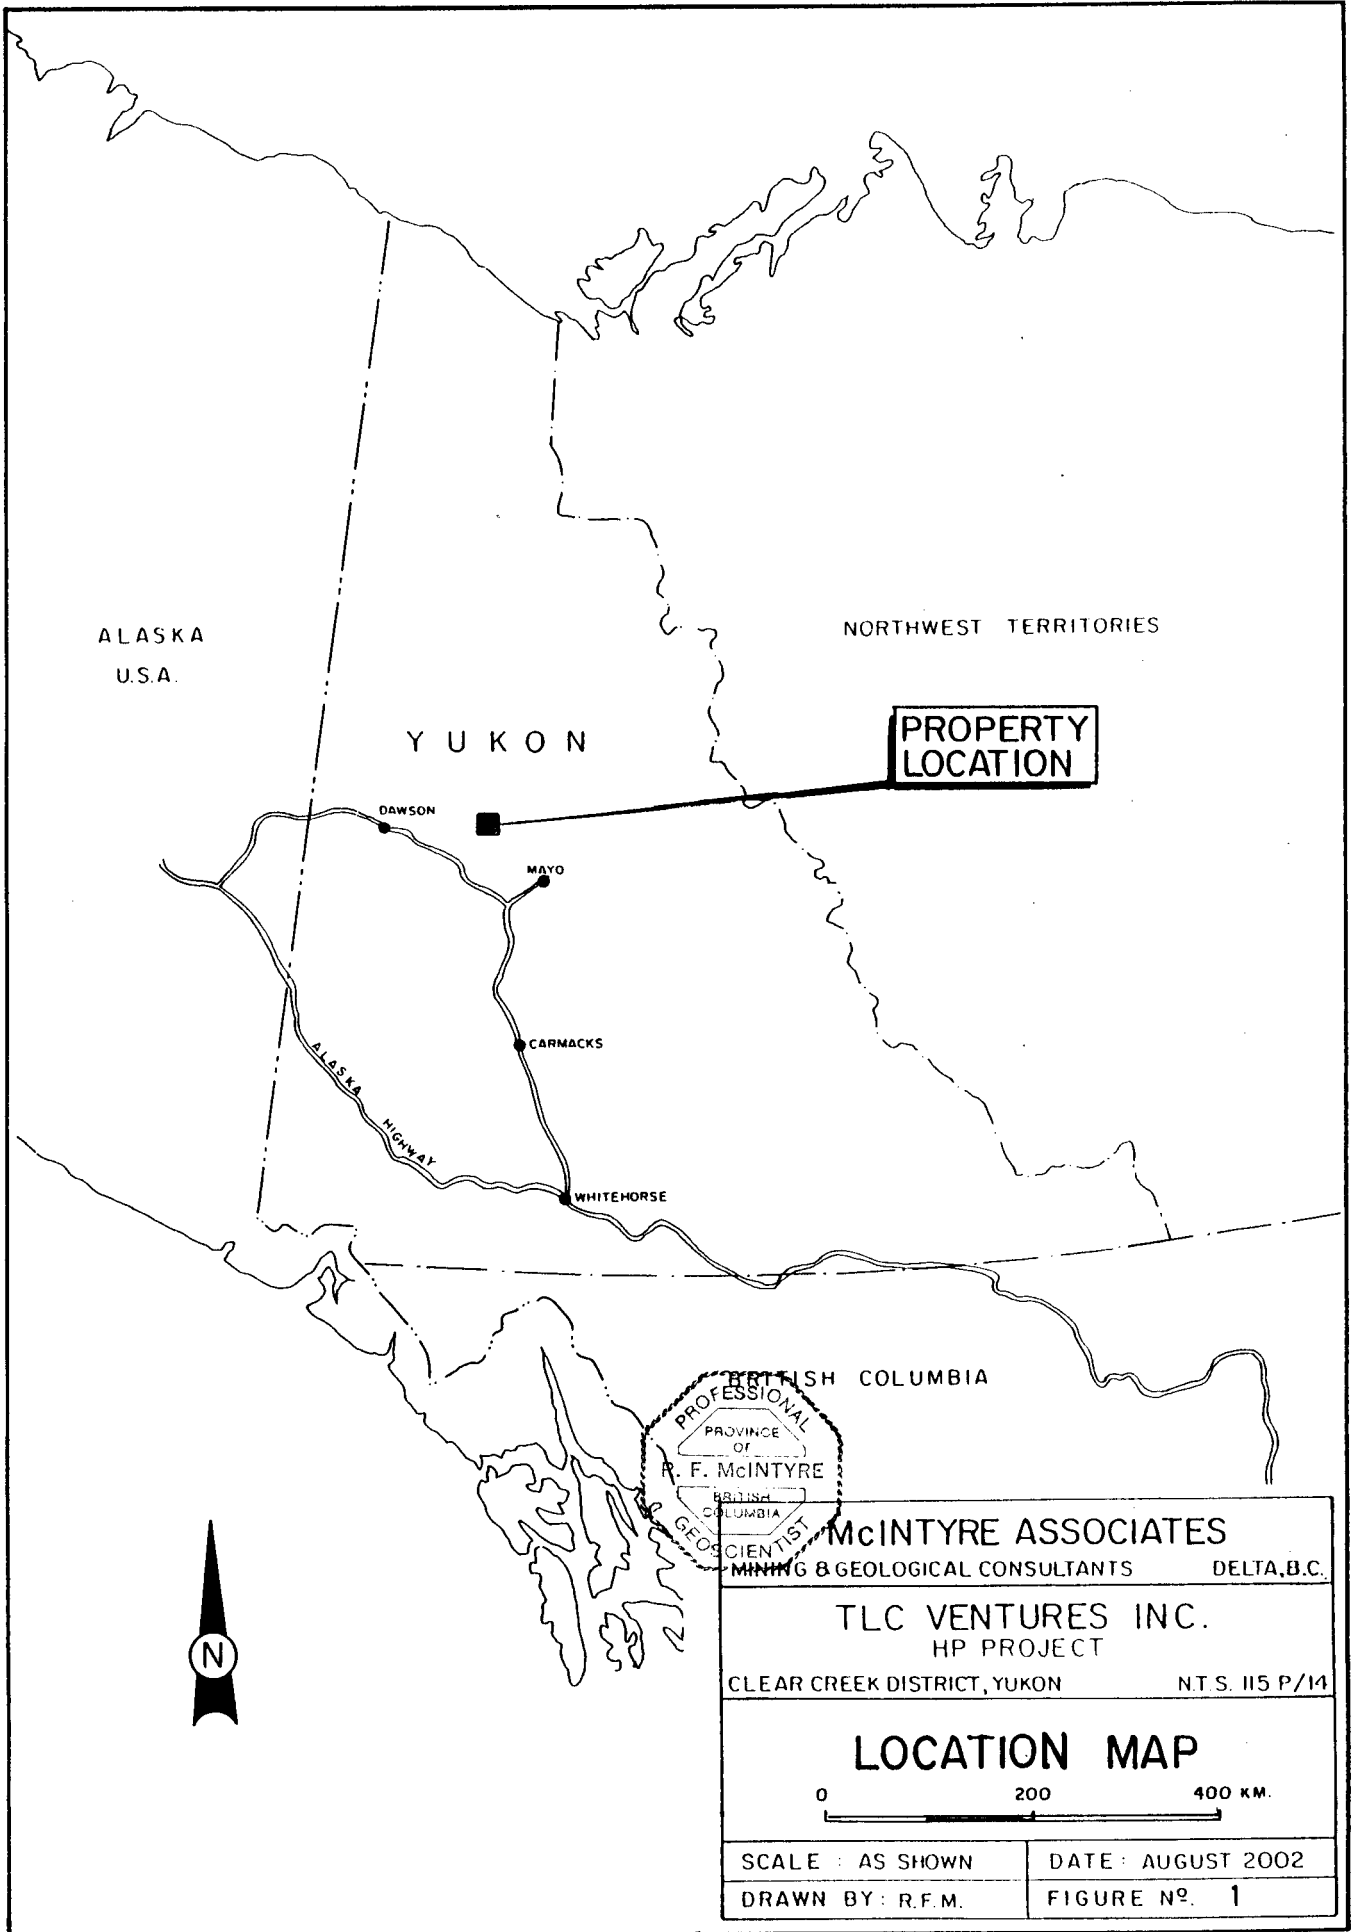 ALASKA
U.S.A.
NORTHWEST TERRITORIES
YUKON
PROPERTY
LOCATION
DAWSON
MAYO
CARMACKS
ALASKA
HIGHWAY
WHITEHORSE
BRITISH COLUMBIA
PROFESSIONAL
PROVINCE
OF
R. F. McINTYRE
BRITISH
COLUMBIA
GEOSCIENTIST
N
McINTYRE ASSOCIATES
MINING & GEOLOGICAL CONSULTANTS DELTA, B.C.
TLC VENTURES INC.
HP PROJECT
CLEAR CREEK DISTRICT, YUKON N.T.S. 115 P/14
LOCATION MAP
0 200 400 KM.
SCALE : AS SHOWN DATE : AUGUST 2002
DRAWN BY : R.F.M. FIGURE Nº. 1